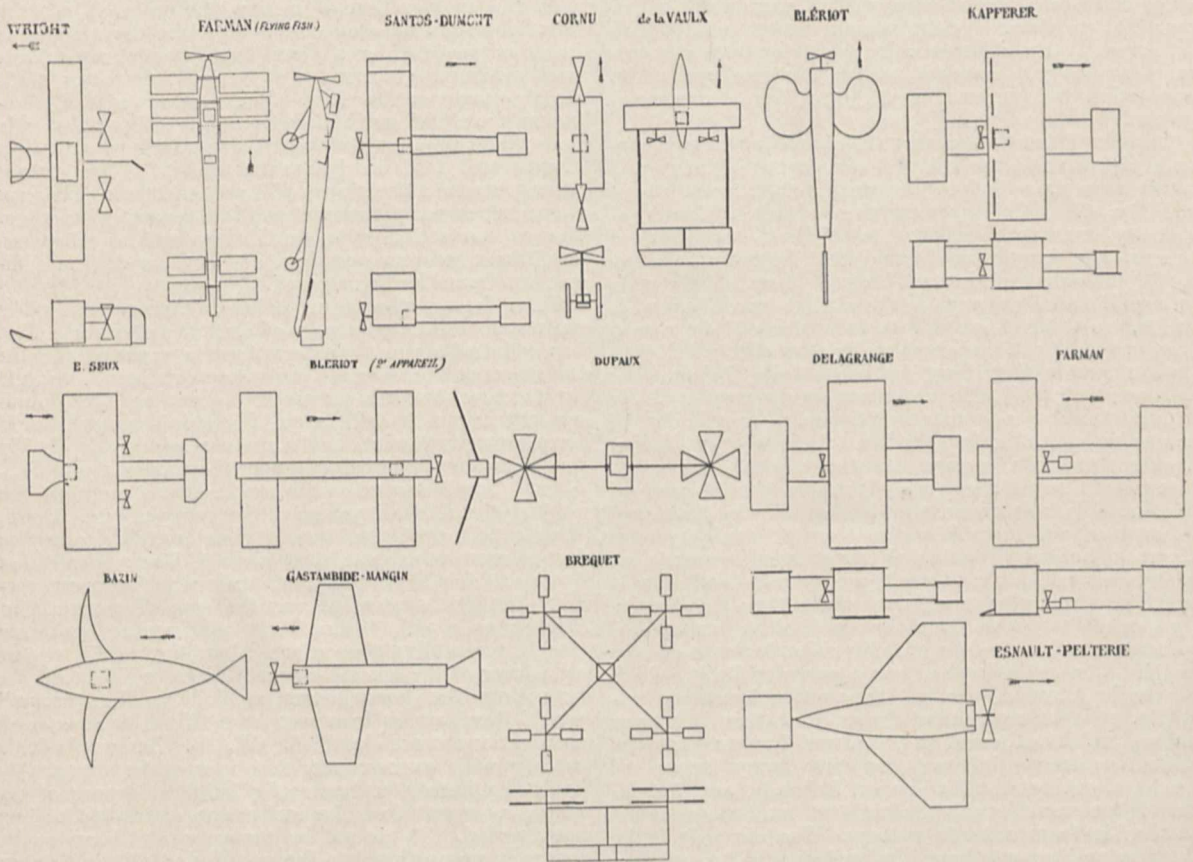 WRIGHT
FARMAN (FLYING FISH)
SANTOS-DUMONT
CORNU
de la VAULX
BLÉRIOT
KAPFERER
E. SEUX
BLERIOT (2e APPAREIL)
DUFAUX
DELAGRANGE
FARMAN
BAZIN
GASTAMBIDE-MANGIN
BREQUET
ESNAULT-PELTERIE